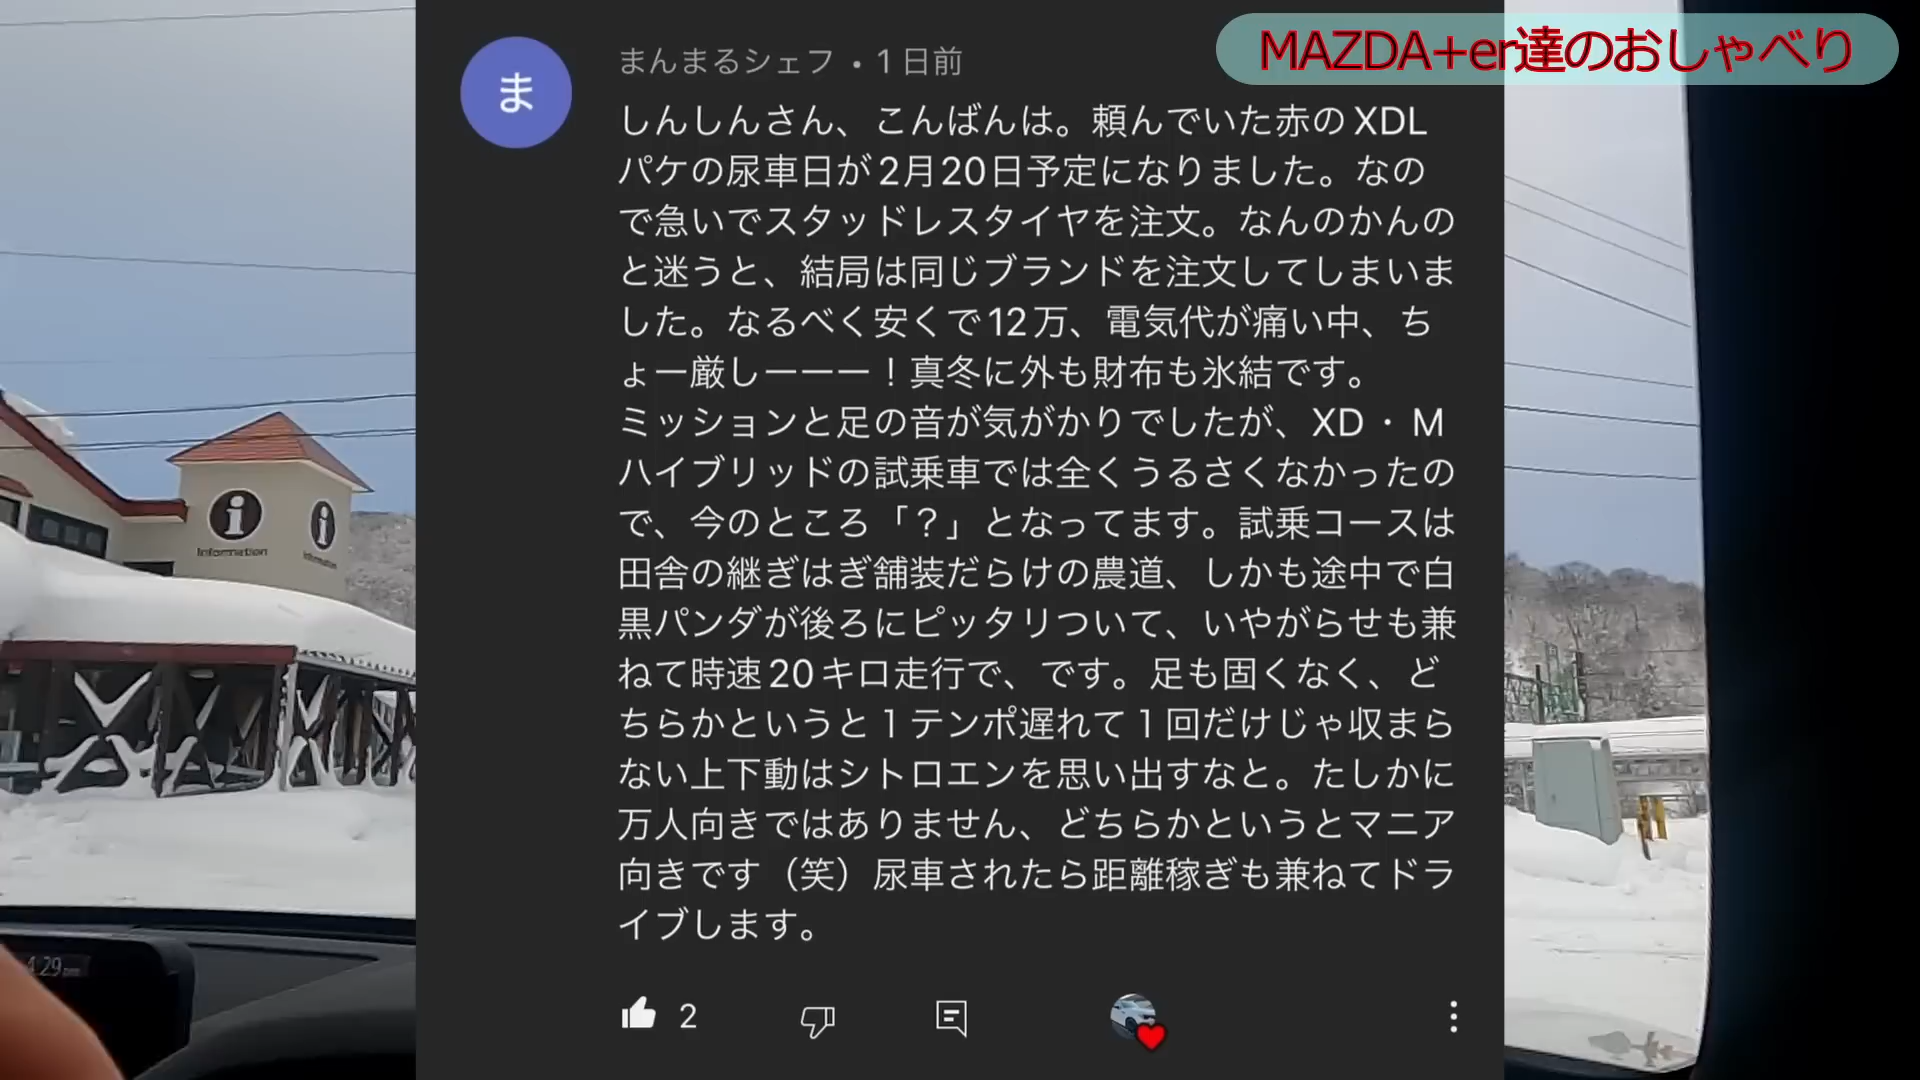 MAZDA+er達のおしゃべり
ま
まんまるシェフ・1日前
しんしんさん、こんばんは。頼んでいた赤のXDL
パケの尿車日が2月20日予定になりました。なの
で急いでスタッドレスタイヤを注文。なんのかんの
と迷うと、結局は同じブランドを注文してしまいま
した。なるべく安くで12万、電気代が痛い中、ち
ょー厳しーーー！真冬に外も財布も氷結です。
ミッションと足の音が気がかりでしたが、XD・M
ハイブリッドの試乗車では全くうるさくなかったの
で、今のところ「？」となってます。試乗コースは
田舎の継ぎはぎ舗装だらけの農道、しかも途中で白
黒パンダが後ろにピッタリついて、いやがらせも兼
ねて時速20キロ走行で、です。足も固くなく、ど
ちらかというと1テンポ遅れて1回だけじゃ収まら
ない上下動はシトロエンを思い出すなと。たしかに
万人向きではありません、どちらかというとマニア
向きです（笑）尿車されたら距離稼ぎも兼ねてドラ
イブします。
2
i
Information
i
4:29